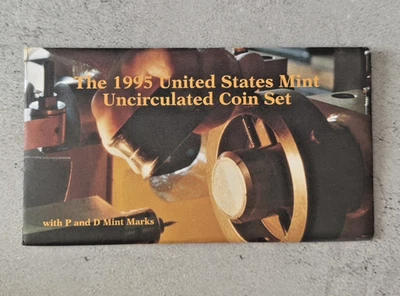 The 1995 United States Mint
Uncirculated Coin Set
with P and D Mint Marks